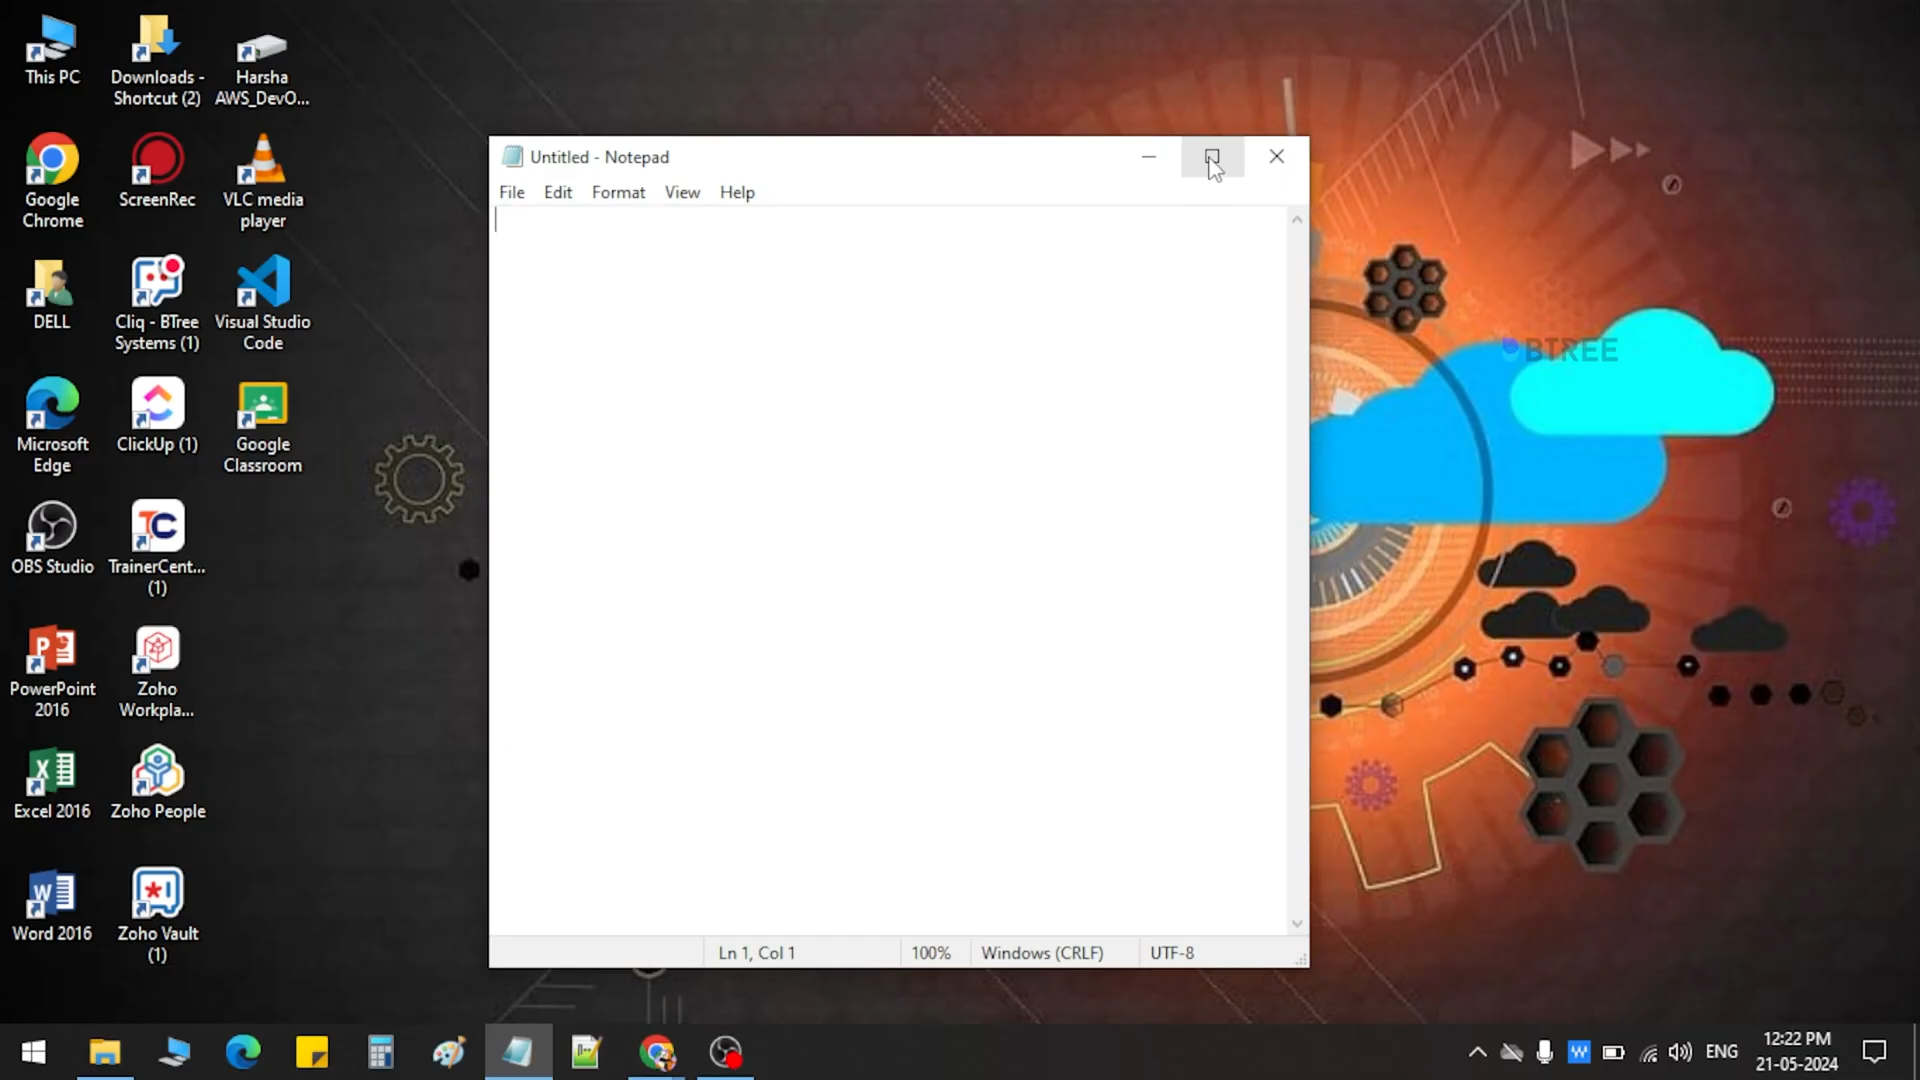 This PC
Downloads -
Shortcut (2)
Harsha
AWS_DevO...
Google
Chrome
ScreenRec
VLC media
player
DELL
Cliq - BTree
Systems (1)
Visual Studio
Code
Microsoft
Edge
ClickUp (1)
Google
Classroom
OBS Studio
TrainerCent...
(1)
PowerPoint
2016
Zoho
Workpla...
Excel 2016
Zoho People
Word 2016
Zoho Vault
(1)
Untitled - Notepad
File Edit Format View Help
Ln 1, Col 1
100%
Windows (CRLF)
UTF-8
BTREE
ENG
12:22 PM
21-05-2024